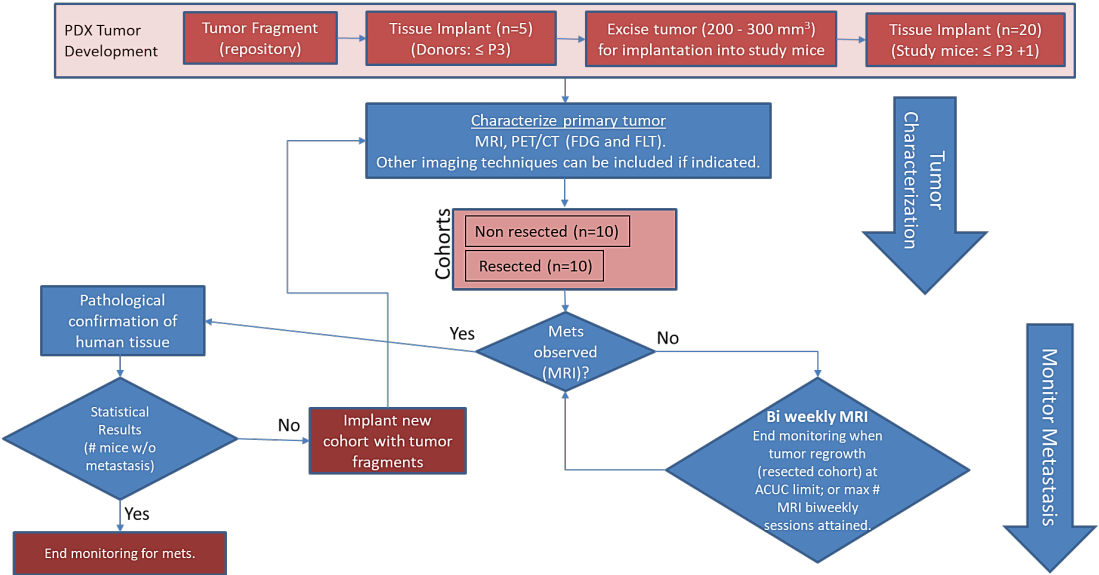 PDX Tumor
Development
Tumor Fragment
(repository)
Tissue Implant (n=5)
(Donors: ≤ P3)
Excise tumor (200 - 300 mm³)
for implantation into study mice
Tissue Implant (n=20)
(Study mice: ≤ P3 +1)
Characterize primary tumor
MRI, PET/CT (FDG and FLT).
Other imaging techniques can be included if indicated.
Tumor
Characterization
Cohorts
Non resected (n=10)
Resected (n=10)
Pathological
confirmation of
human tissue
Yes
Mets
observed
(MRI)?
No
Monitor Metastasis
Statistical
Results
(# mice w/o
metastasis)
No
Implant new
cohort with tumor
fragments
Bi weekly MRI
End monitoring when
tumor regrowth
(resected cohort) at
ACUC limit; or max #
MRI biweekly
sessions attained.
Yes
End monitoring for mets.